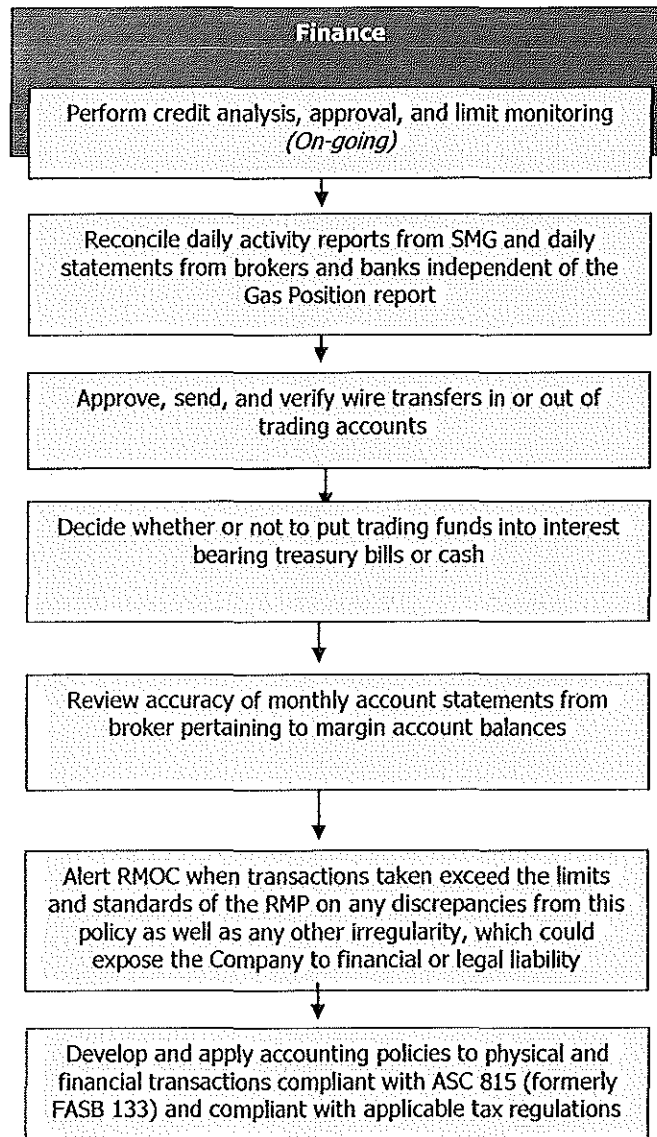 Finance
Perform credit analysis, approval, and limit monitoring
(On-going)
Reconcile daily activity reports from SMG and daily
statements from brokers and banks independent of the
Gas Position report
Approve, send, and verify wire transfers in or out of
trading accounts
Decide whether or not to put trading funds into interest
bearing treasury bills or cash
Review accuracy of monthly account statements from
broker pertaining to margin account balances
Alert RMOC when transactions taken exceed the limits
and standards of the RMP on any discrepancies from this
policy as well as any other irregularity, which could
expose the Company to financial or legal liability
Develop and apply accounting policies to physical and
financial transactions compliant with ASC 815 (formerly
FASB 133) and compliant with applicable tax regulations